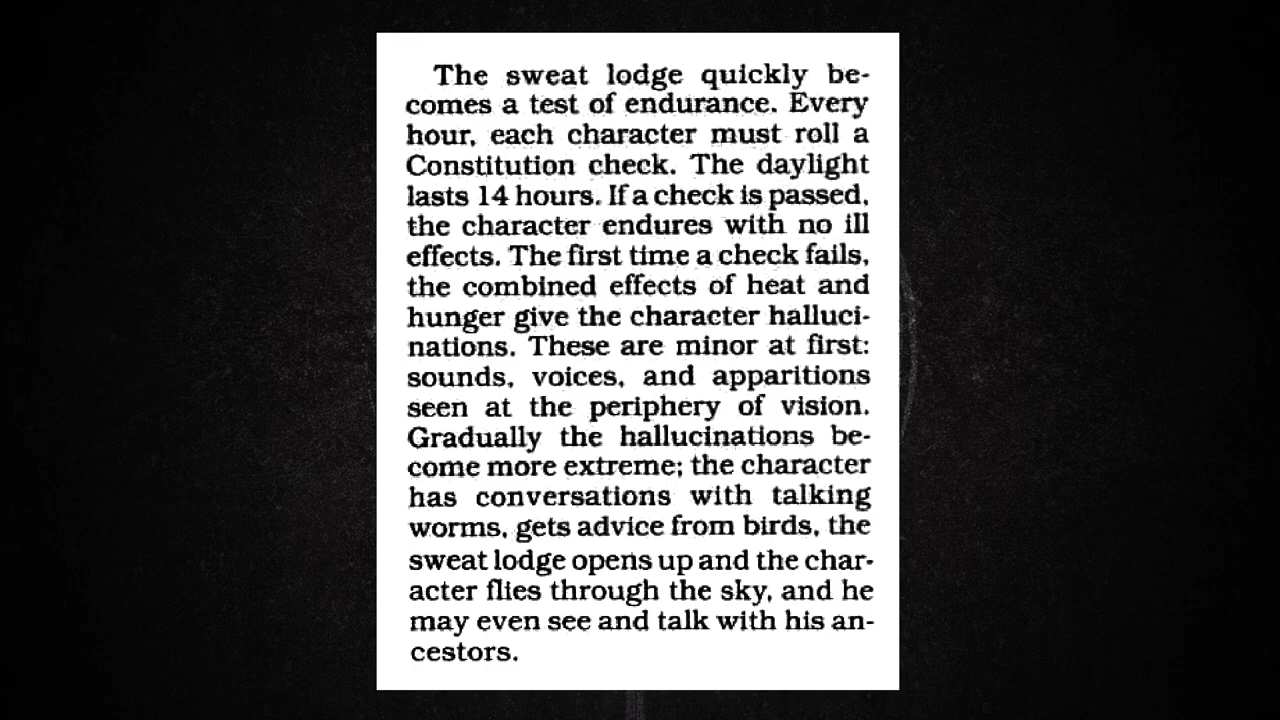 The sweat lodge quickly be-
comes a test of endurance. Every
hour, each character must roll a
Constitution check. The daylight
lasts 14 hours. If a check is passed,
the character endures with no ill
effects. The first time a check fails,
the combined effects of heat and
hunger give the character halluci-
nations. These are minor at first:
sounds, voices, and apparitions
seen at the periphery of vision.
Gradually the hallucinations be-
come more extreme; the character
has conversations with talking
worms, gets advice from birds, the
sweat lodge opens up and the char-
acter flies through the sky, and he
may even see and talk with his an-
cestors.